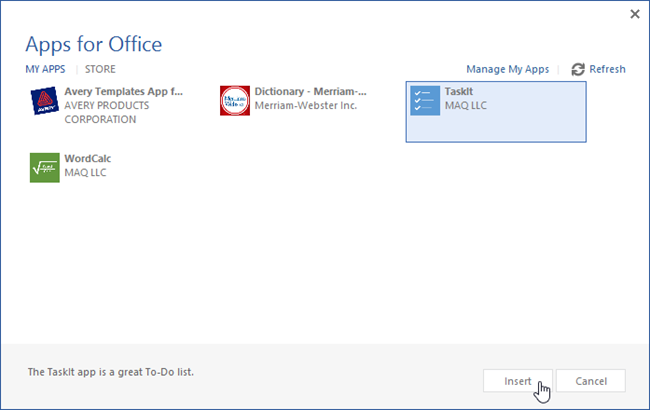 Apps for Office
MY APPS | STORE
Manage My Apps | Refresh
Avery Templates App f...
AVERY PRODUCTS
CORPORATION
AVERY
Dictionary - Merriam-...
Merriam-Webster Inc.
Merriam
TaskIt
MAQ LLC
WordCalc
MAQ LLC
The TaskIt app is a great To-Do list.
Insert
Cancel